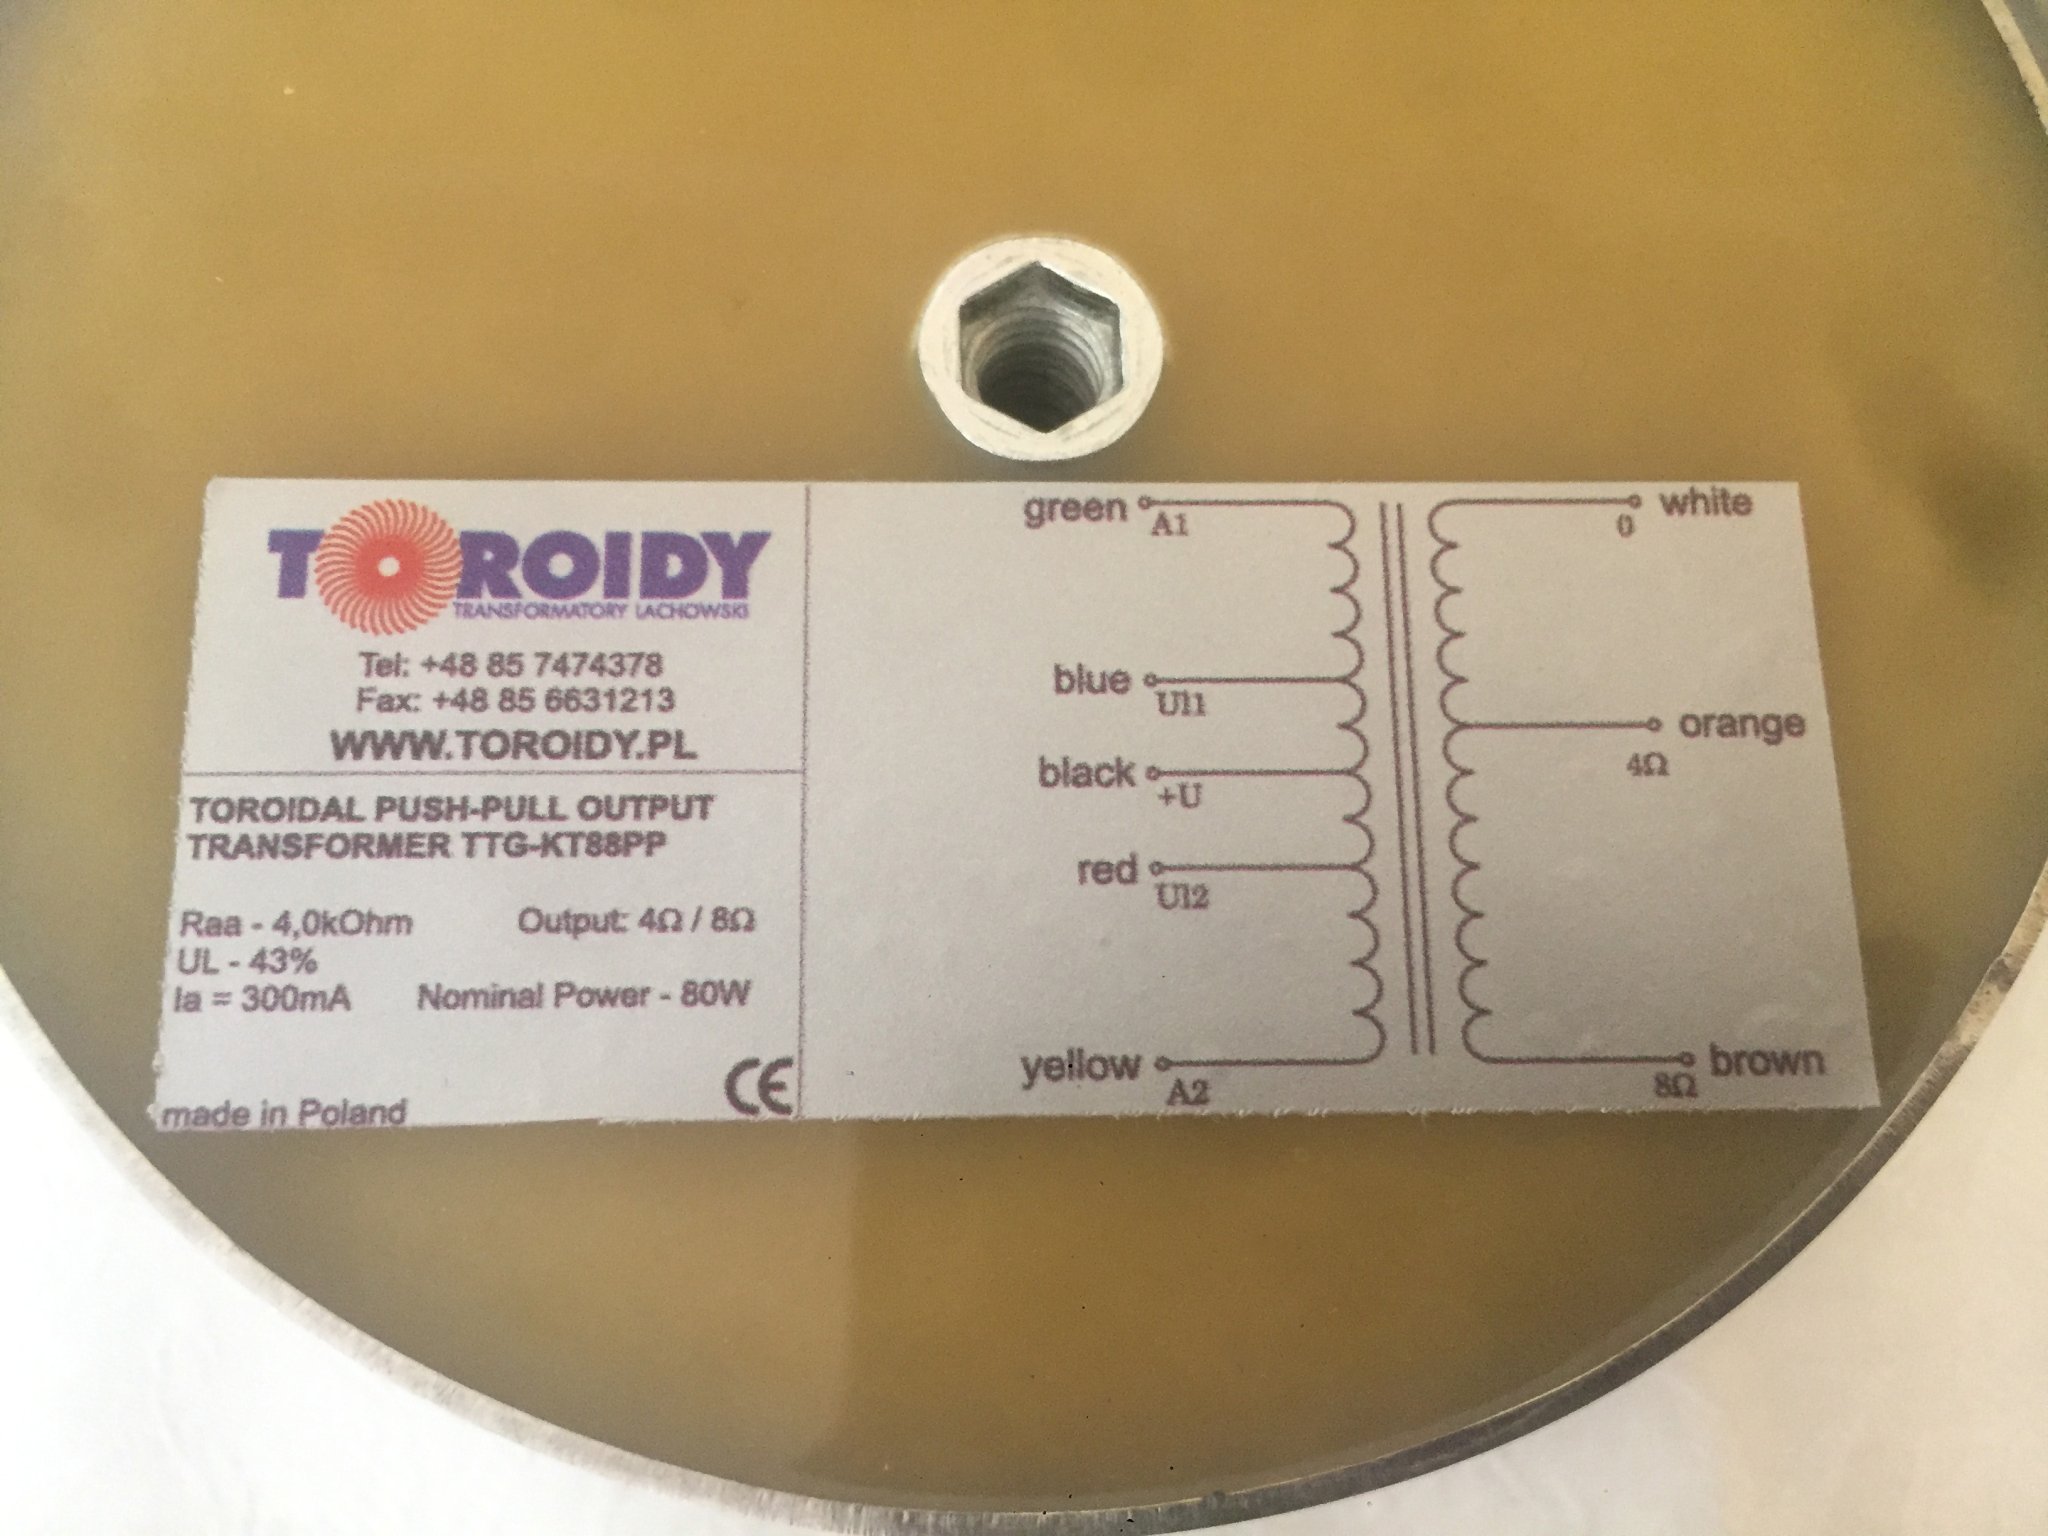 TOROIDY
TRANSFORMATORY LACHOWSKI
Tel: +48 85 7474378
Fax: +48 85 6631213
WWW.TOROIDY.PL
TOROIDAL PUSH-PULL OUTPUT
TRANSFORMER TTG-KT88PP
Raa - 4,0kOhm Output: 4Ω / 8Ω
UL - 43%
Ia = 300mA Nominal Power - 80W
CE
made in Poland
green A1
blue Ul1
black +U
red Ul2
yellow A2
0 white
4Ω orange
8Ω brown